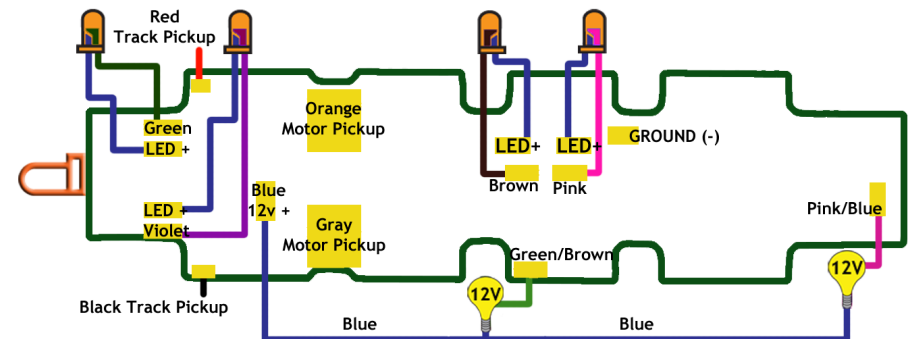 Red
Track Pickup
Green
LED +
Orange
Motor Pickup
LED+
LED+
GROUND (-)
Brown
Pink
Blue
12v +
LED +
Violet
Gray
Motor Pickup
Pink/Blue
Green/Brown
12V
12V
Black Track Pickup
Blue
Blue